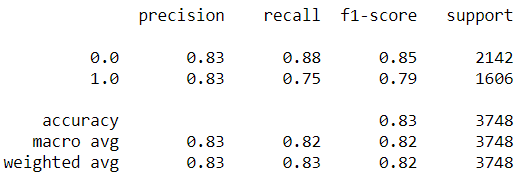 precision recall f1-score support
0.0 0.83 0.88 0.85 2142
1.0 0.83 0.75 0.79 1606
accuracy 0.83 3748
macro avg 0.83 0.82 0.82 3748
weighted avg 0.83 0.83 0.82 3748